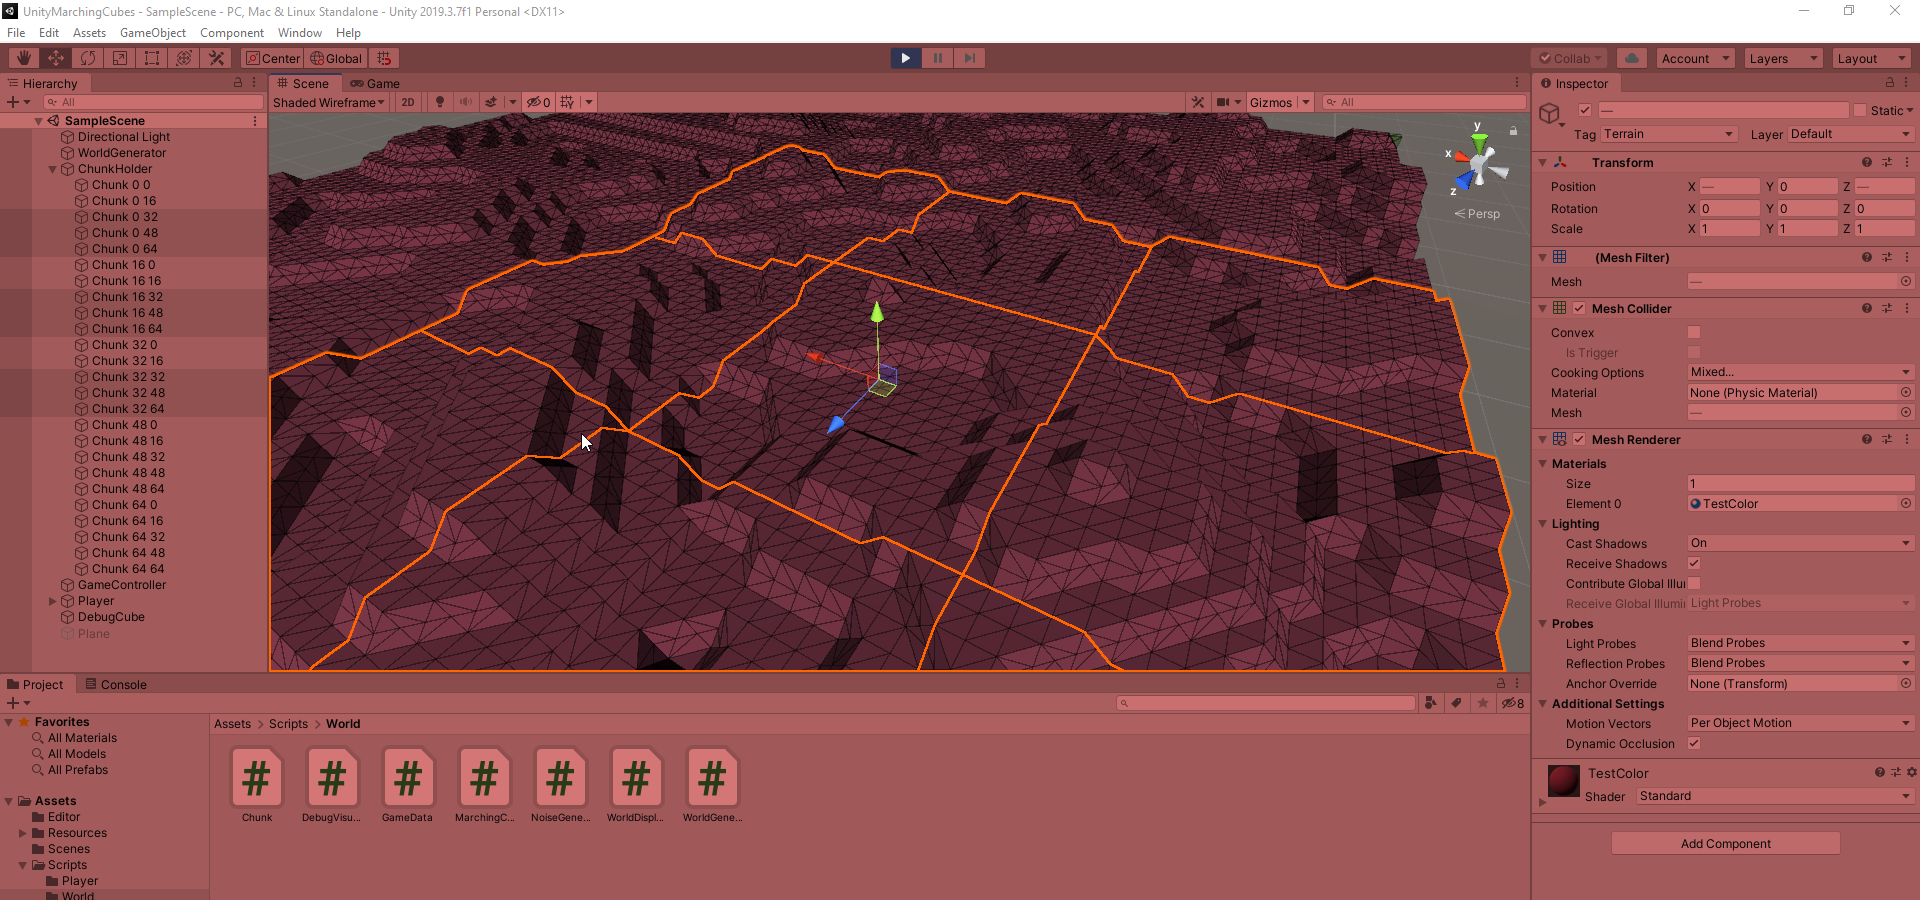 UnityMarchingCubes - SampleScene - PC, Mac & Linux Standalone - Unity 2019.3.7f1 Personal <DX11>
File Edit Assets GameObject Component Window Help
Center Global Collab Account Layers Layout
Hierarchy
All
SampleScene
Directional Light
WorldGenerator
ChunkHolder
Chunk 0 0
Chunk 0 16
Chunk 0 32
Chunk 0 48
Chunk 0 64
Chunk 16 0
Chunk 16 16
Chunk 16 32
Chunk 16 48
Chunk 16 64
Chunk 32 0
Chunk 32 16
Chunk 32 32
Chunk 32 48
Chunk 32 64
Chunk 48 0
Chunk 48 16
Chunk 48 32
Chunk 48 48
Chunk 48 64
Chunk 64 0
Chunk 64 16
Chunk 64 32
Chunk 64 48
Chunk 64 64
GameController
Player
DebugCube
Plane
Scene Game
Shaded Wireframe 2D 0 Gizmos All
y
x
z
Persp
Inspector
— Static
Tag Terrain Layer Default
Transform
Position X — Y 0 Z —
Rotation X 0 Y 0 Z 0
Scale X 1 Y 1 Z 1
(Mesh Filter)
Mesh —
Mesh Collider
Convex
Is Trigger
Cooking Options Mixed...
Material None (Physic Material)
Mesh —
Mesh Renderer
Materials
Size 1
Element 0 TestColor
Lighting
Cast Shadows On
Receive Shadows
Contribute Global Illu
Receive Global Illumi Light Probes
Probes
Light Probes Blend Probes
Reflection Probes Blend Probes
Anchor Override None (Transform)
Additional Settings
Motion Vectors Per Object Motion
Dynamic Occlusion
TestColor
Shader Standard
Add Component
Project Console
8
Favorites
All Materials
All Models
All Prefabs
Assets
Editor
Resources
Scenes
Scripts
Player
World
Assets > Scripts > World
# # # # # # #
Chunk DebugVisu... GameData MarchingC... NoiseGene... WorldDispl... WorldGene...